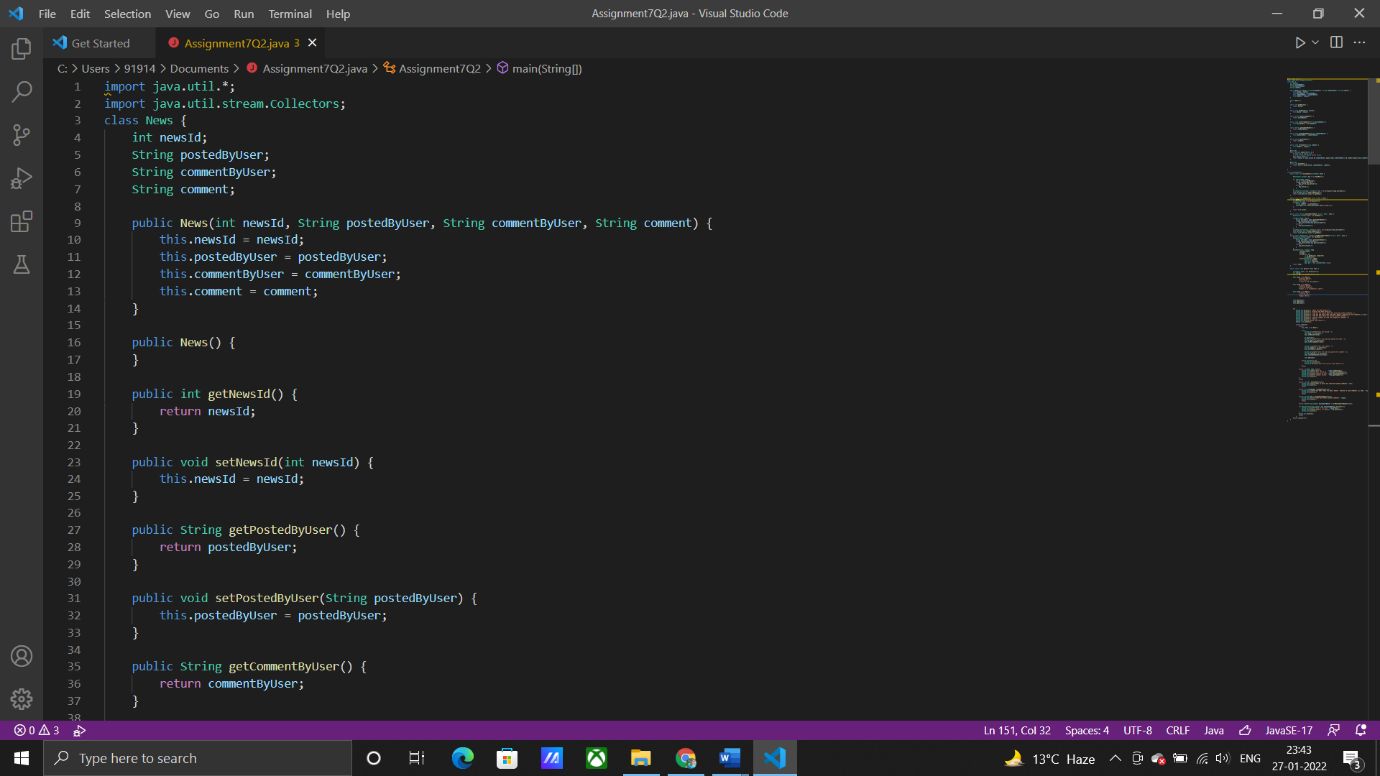 File Edit Selection View Go Run Terminal Help
Assignment7Q2.java - Visual Studio Code
Get Started
Assignment7Q2.java 3
C: > Users > 91914 > Documents > Assignment7Q2.java > Assignment7Q2 > main(String[])
1 import java.util.*;
2 import java.util.stream.Collectors;
3 class News {
4 int newsId;
5 String postedByUser;
6 String commentByUser;
7 String comment;
8
9 public News(int newsId, String postedByUser, String commentByUser, String comment) {
10 this.newsId = newsId;
11 this.postedByUser = postedByUser;
12 this.commentByUser = commentByUser;
13 this.comment = comment;
14 }
15
16 public News() {
17 }
18
19 public int getNewsId() {
20 return newsId;
21 }
22
23 public void setNewsId(int newsId) {
24 this.newsId = newsId;
25 }
26
27 public String getPostedByUser() {
28 return postedByUser;
29 }
30
31 public void setPostedByUser(String postedByUser) {
32 this.postedByUser = postedByUser;
33 }
34
35 public String getCommentByUser() {
36 return commentByUser;
37 }
38
0 3
Ln 151, Col 32 Spaces: 4 UTF-8 CRLF Java JavaSE-17
Type here to search
13°C Haze
ENG
23:43
27-01-2022
3